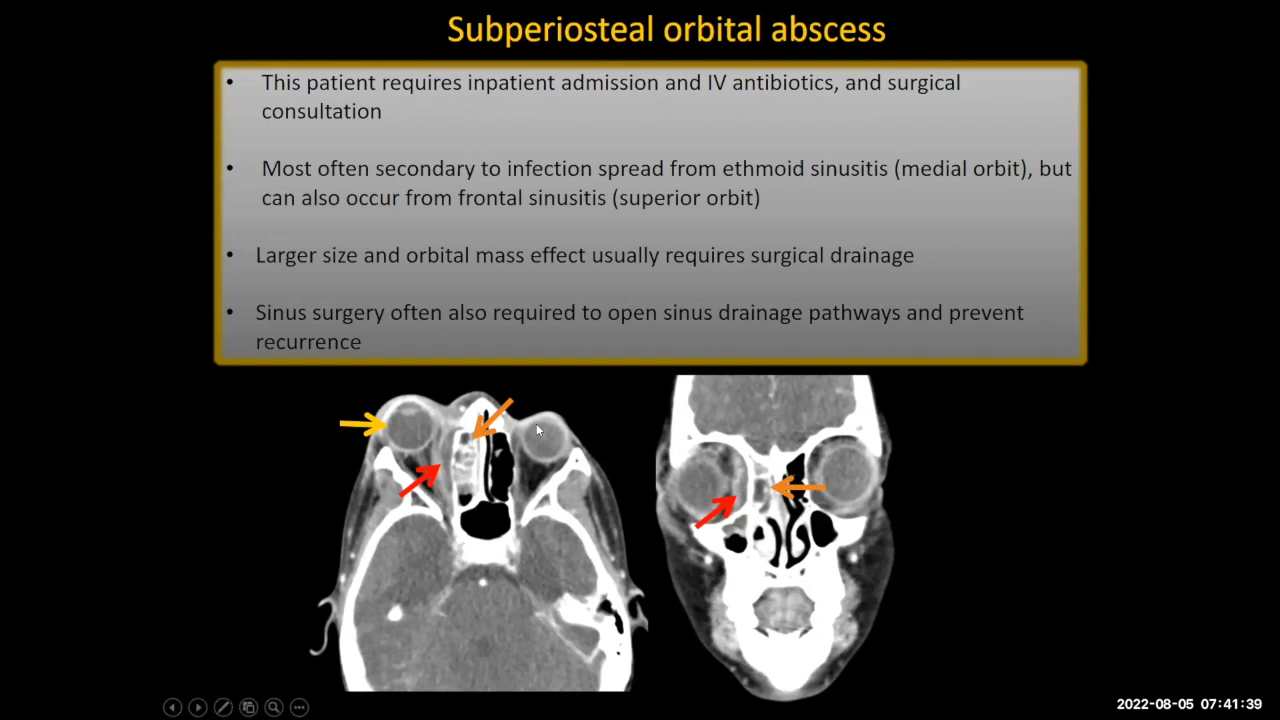 Subperiosteal orbital abscess
• This patient requires inpatient admission and IV antibiotics, and surgical
consultation
• Most often secondary to infection spread from ethmoid sinusitis (medial orbit), but
can also occur from frontal sinusitis (superior orbit)
• Larger size and orbital mass effect usually requires surgical drainage
• Sinus surgery often also required to open sinus drainage pathways and prevent
recurrence
2022-08-05 07:41:39